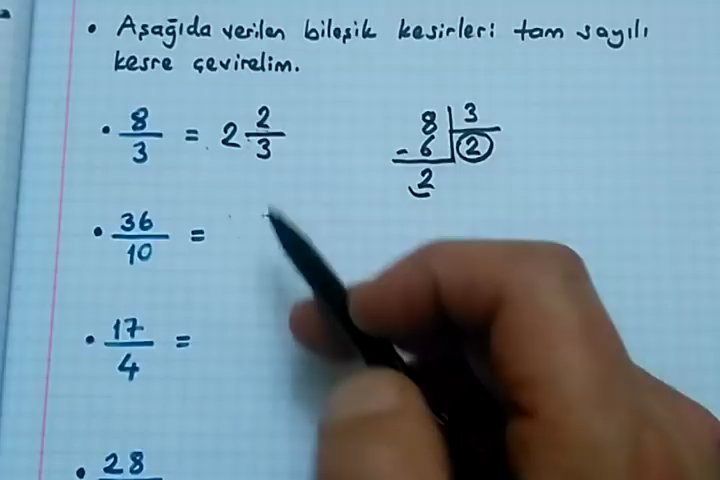 • Aşağıda verilen bileşik kesirleri tam sayılı
kesre çevirelim.
• 8/3 = 2 2/3
8 | 3
- 6 | 2
2
• 36/10 =
• 17/4 =
• 28